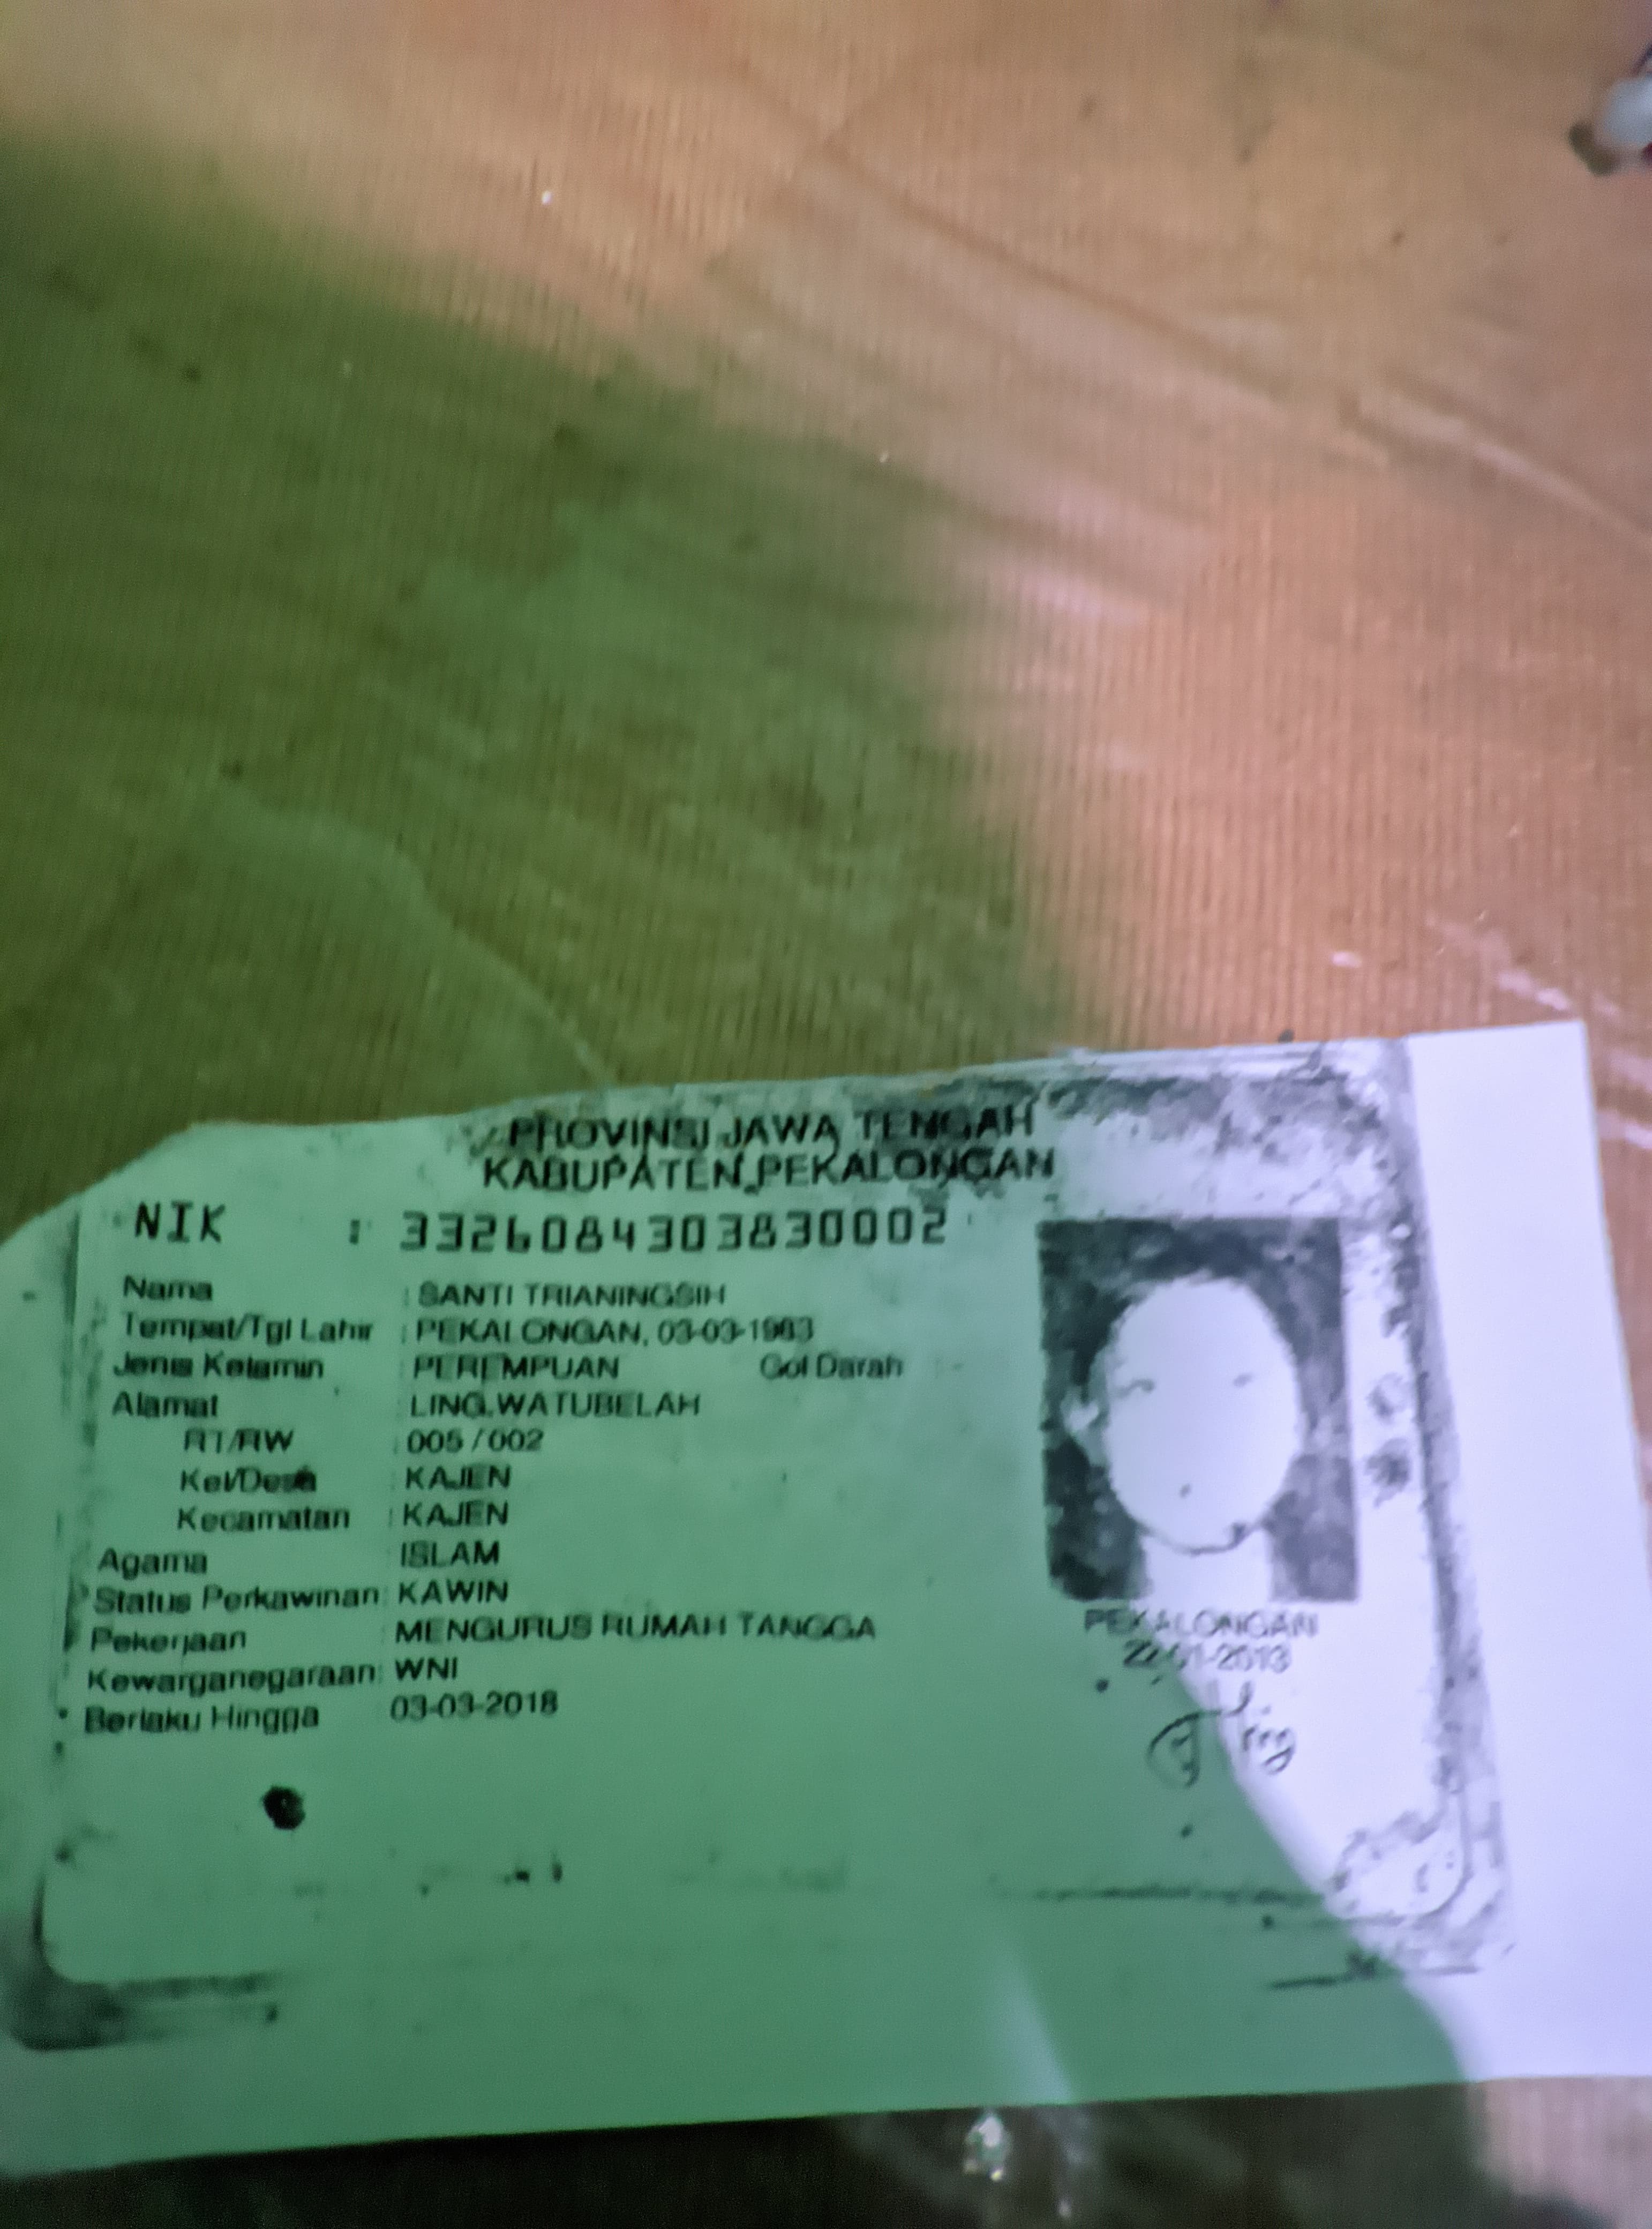 PROVINSI JAWA TENGAH
KABUPATEN PEKALONGAN
NIK : 3326084303830002
Nama : SANTI TRIANINGSIH
Tempat/Tgl Lahir : PEKALONGAN, 03-03-1983
Jenis Kelamin PEREMPUAN Gol Darah
Alamat LING.WATUBELAH
RT/RW : 005 / 002
Kel/Desa : KAJEN
Kecamatan : KAJEN
Agama ISLAM
Status Perkawinan: KAWIN
Pekerjaan MENGURUS RUMAH TANGGA
Kewarganegaraan: WNI
Berlaku Hingga 03-03-2018
PEKALONGAN
22-01-2013